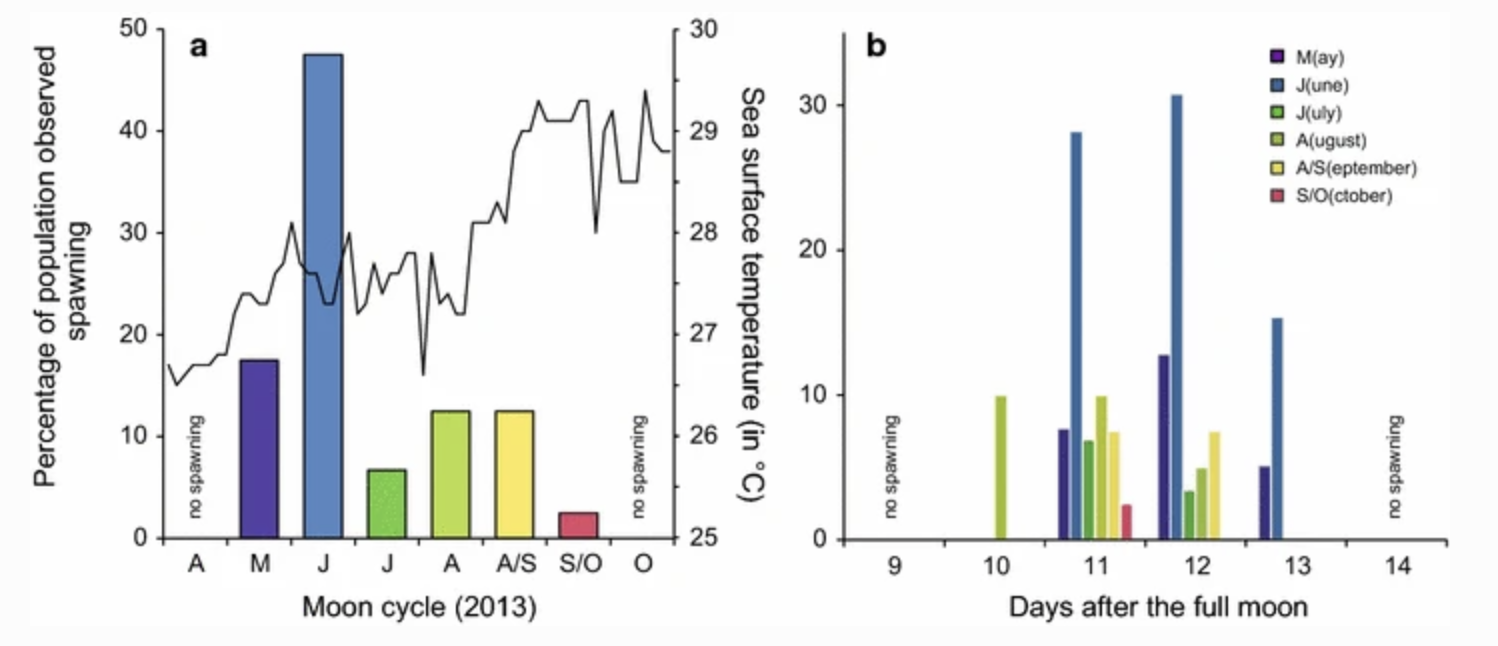 a
50
40
30
20
10
0
Percentage of population observed
spawning
no spawning
no spawning
30
29
28
27
26
25
Sea surface temperature (in °C)
A M J J A A/S S/O O
Moon cycle (2013)
b
30
20
10
0
M(ay)
J(une)
J(uly)
A(ugust)
A/S(eptember)
S/O(ctober)
no spawning
no spawning
9 10 11 12 13 14
Days after the full moon